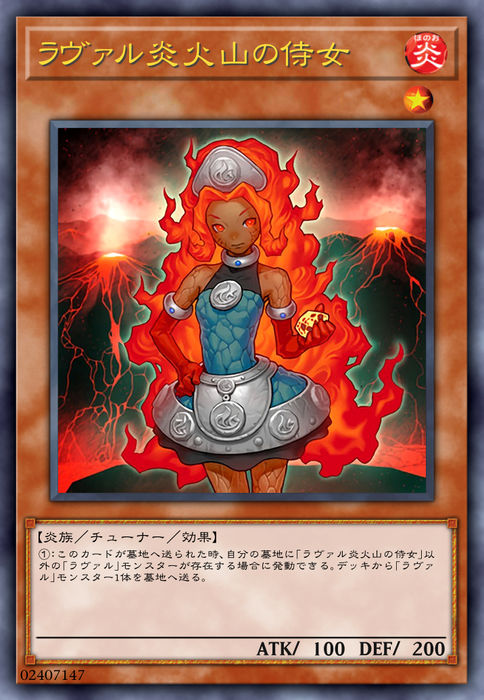 ラヴァル炎火山の侍女
ほのお
炎
【炎族／チューナー／効果】
①：このカードが墓地へ送られた時、自分の墓地に「ラヴァル炎火山の侍女」以
外の「ラヴァル」モンスターが存在する場合に発動できる。デッキから「ラヴァ
ル」モンスター1体を墓地へ送る。
ATK/ 100 DEF/ 200
02407147